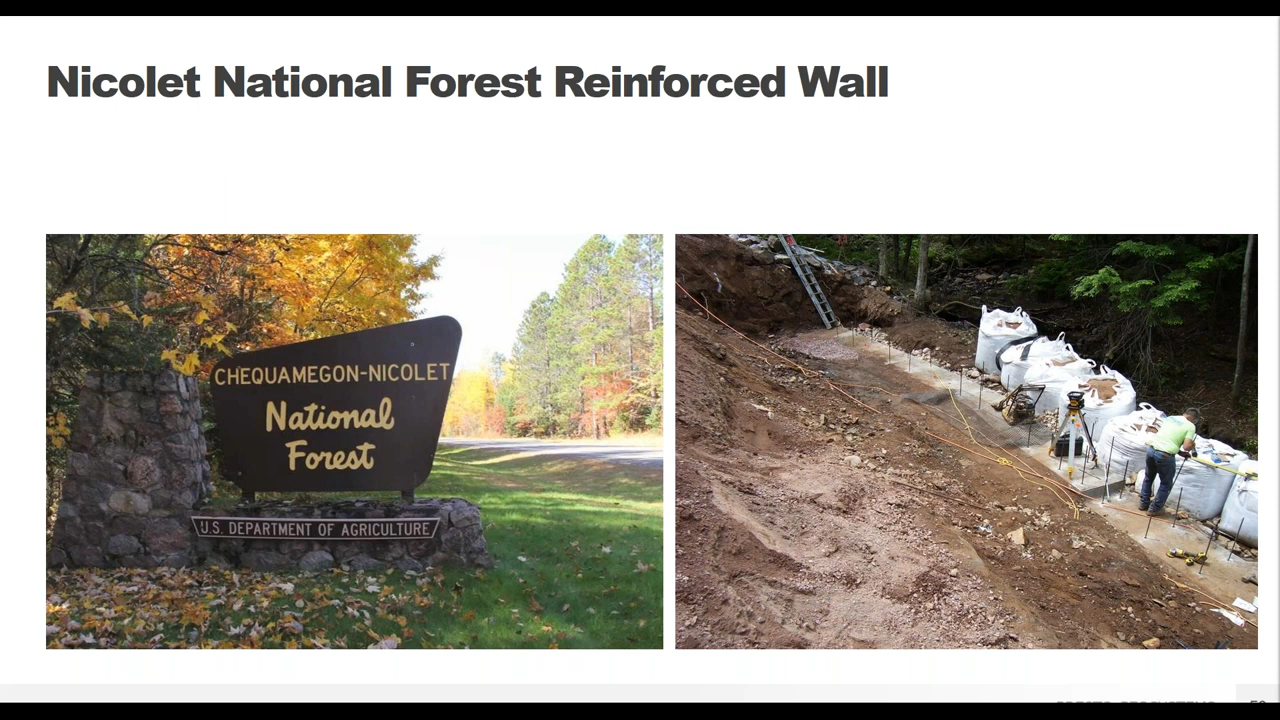 Nicolet National Forest Reinforced Wall
CHEQUAMEGON-NICOLET
National
Forest
U.S. DEPARTMENT OF AGRICULTURE